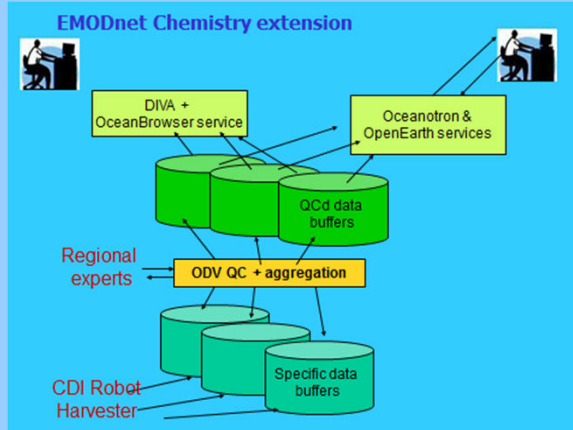 EMODnet Chemistry extension
DIVA +
OceanBrowser service
Oceanotron &
OpenEarth services
QCd data
buffers
Regional
experts
ODV QC + aggregation
Specific data
buffers
CDI Robot
Harvester